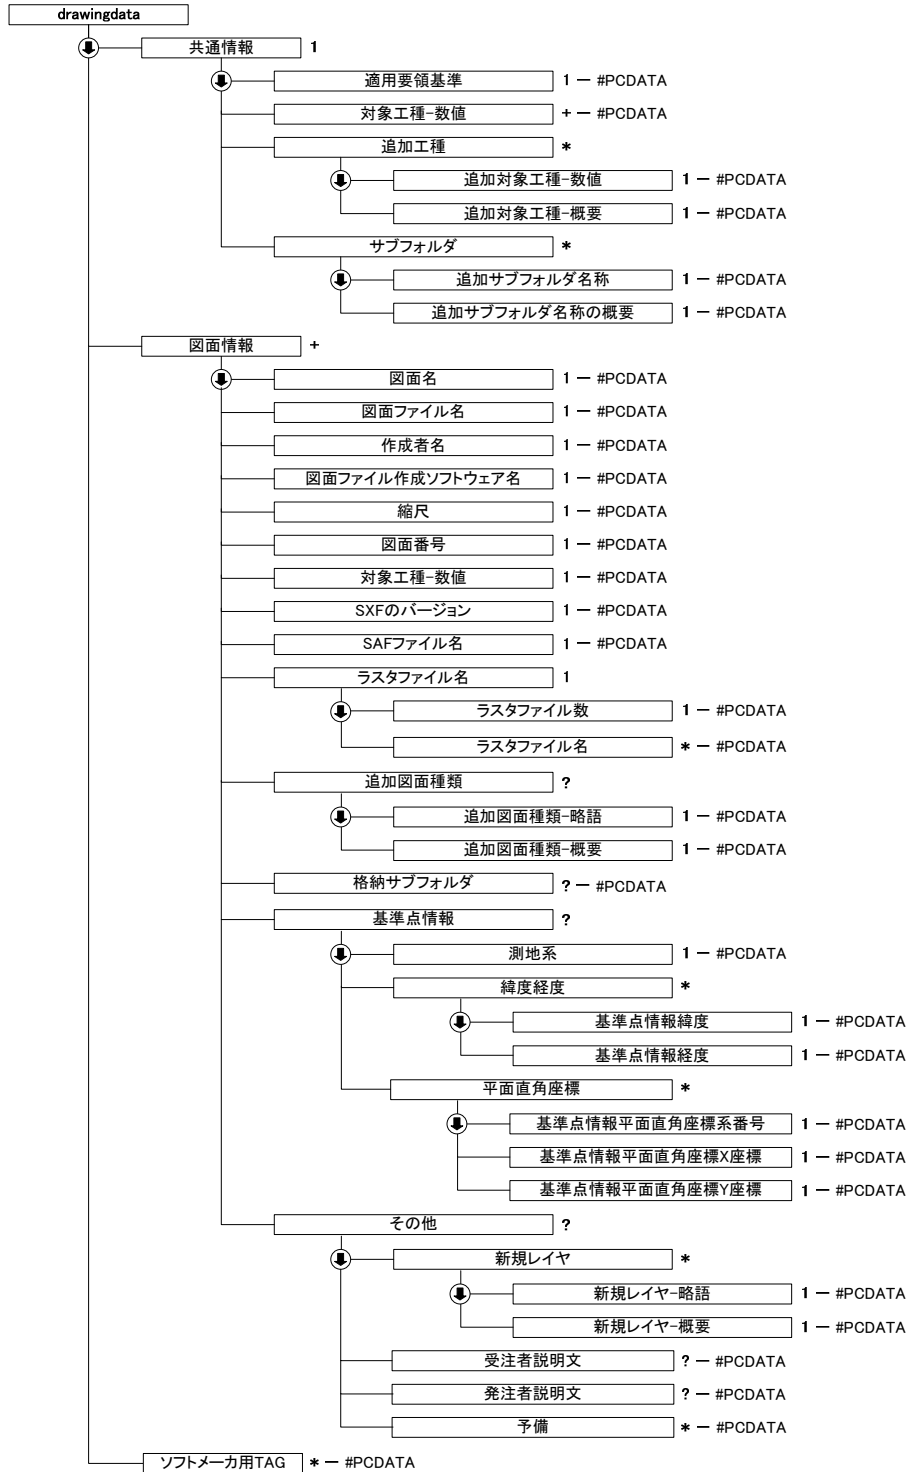 drawingdata
共通情報 1
適用要領基準 1 － #PCDATA
対象工種-数値 + － #PCDATA
追加工種 *
追加対象工種-数値 1 － #PCDATA
追加対象工種-概要 1 － #PCDATA
サブフォルダ *
追加サブフォルダ名称 1 － #PCDATA
追加サブフォルダ名称の概要 1 － #PCDATA
図面情報 +
図面名 1 － #PCDATA
図面ファイル名 1 － #PCDATA
作成者名 1 － #PCDATA
図面ファイル作成ソフトウェア名 1 － #PCDATA
縮尺 1 － #PCDATA
図面番号 1 － #PCDATA
対象工種-数値 1 － #PCDATA
SXFのバージョン 1 － #PCDATA
SAFファイル名 1 － #PCDATA
ラスタファイル名 1
ラスタファイル数 1 － #PCDATA
ラスタファイル名 * － #PCDATA
追加図面種類 ?
追加図面種類-略語 1 － #PCDATA
追加図面種類-概要 1 － #PCDATA
格納サブフォルダ ? － #PCDATA
基準点情報 ?
測地系 1 － #PCDATA
緯度経度 *
基準点情報緯度 1 － #PCDATA
基準点情報経度 1 － #PCDATA
平面直角座標 *
基準点情報平面直角座標系番号 1 － #PCDATA
基準点情報平面直角座標X座標 1 － #PCDATA
基準点情報平面直角座標Y座標 1 － #PCDATA
その他 ?
新規レイヤ *
新規レイヤ-略語 1 － #PCDATA
新規レイヤ-概要 1 － #PCDATA
受注者説明文 ? － #PCDATA
発注者説明文 ? － #PCDATA
予備 * － #PCDATA
ソフトメーカ用TAG * － #PCDATA